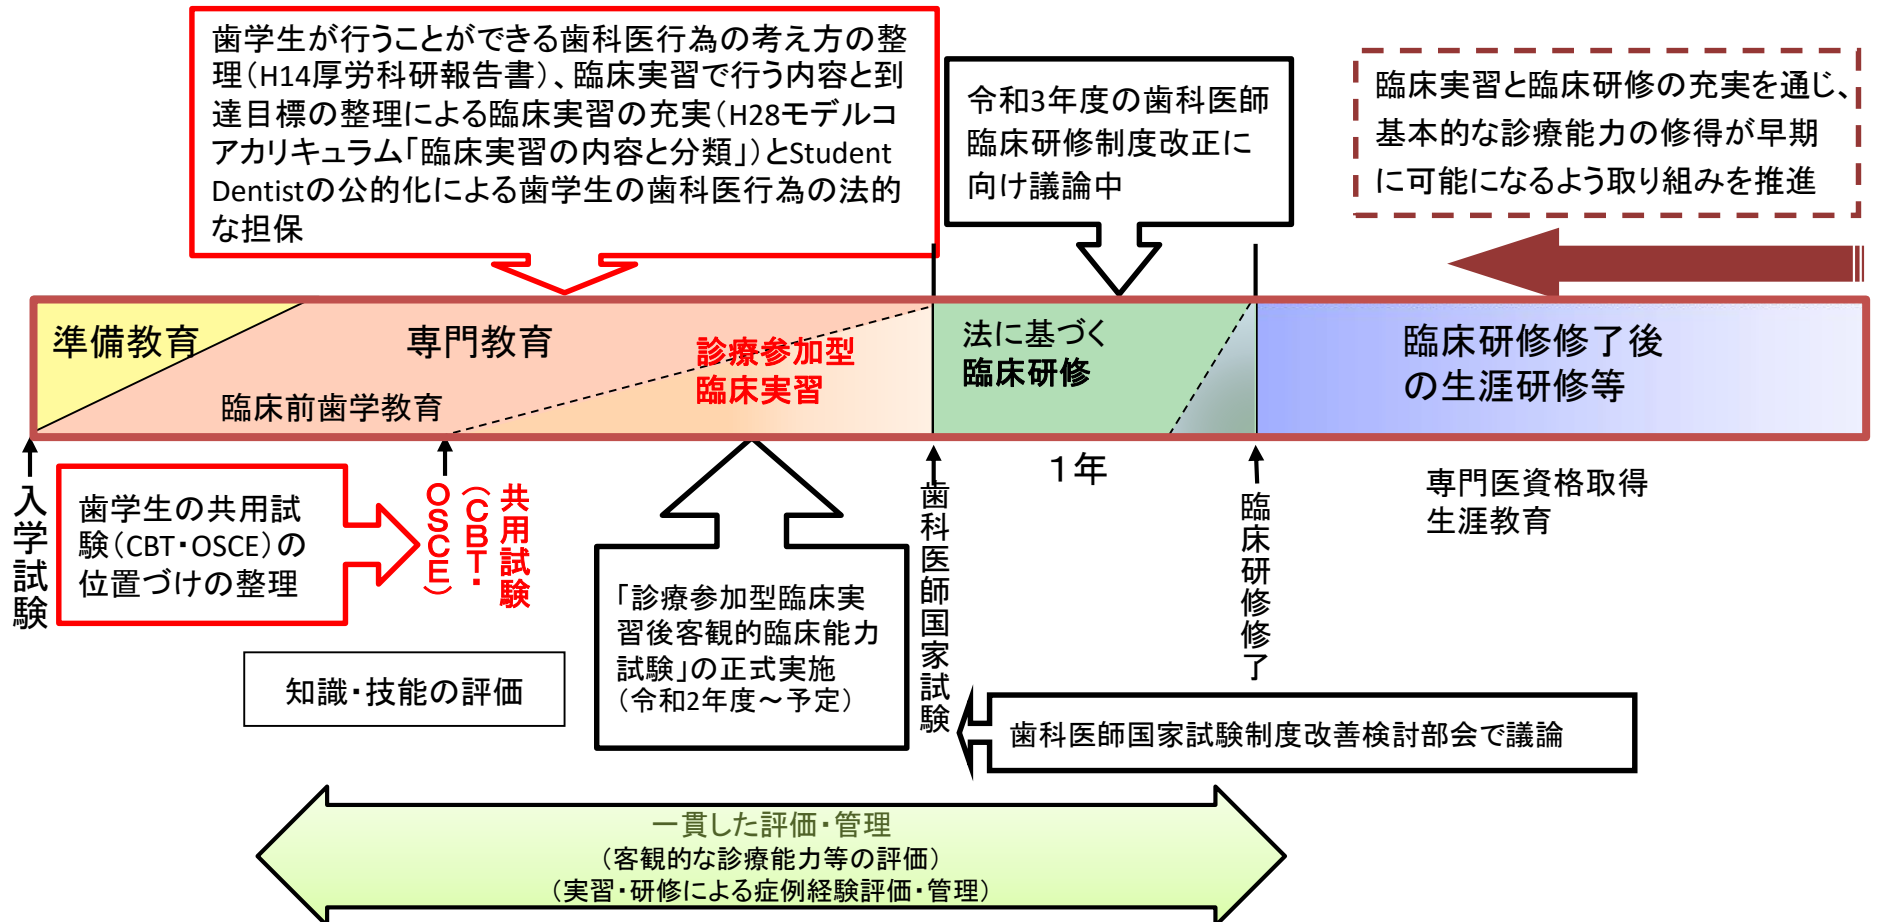 歯学生が行うことができる歯科医行為の考え方の整
理(H14厚労科研報告書)、臨床実習で行う内容と到
達目標の整理による臨床実習の充実(H28モデルコ
アカリキュラム「臨床実習の内容と分類」)とStudent
Dentistの公的化による歯学生の歯科医行為の法的
な担保
令和3年度の歯科医師
臨床研修制度改正に
向け議論中
臨床実習と臨床研修の充実を通じ、
基本的な診療能力の修得が早期
に可能になるよう取り組みを推進
準備教育
専門教育
臨床前歯学教育
診療参加型
臨床実習
法に基づく
臨床研修
臨床研修修了後
の生涯研修等
入学試験
歯学生の共用試
験(CBT・OSCE)の
位置づけの整理
共用試験
(CBT・
OSCE)
「診療参加型臨床実
習後客観的臨床能力
試験」の正式実施
(令和2年度～予定)
歯科医師国家試験
1年
臨床研修修了
専門医資格取得
生涯教育
知識・技能の評価
歯科医師国家試験制度改善検討部会で議論
一貫した評価・管理
(客観的な診療能力等の評価)
(実習・研修による症例経験評価・管理)